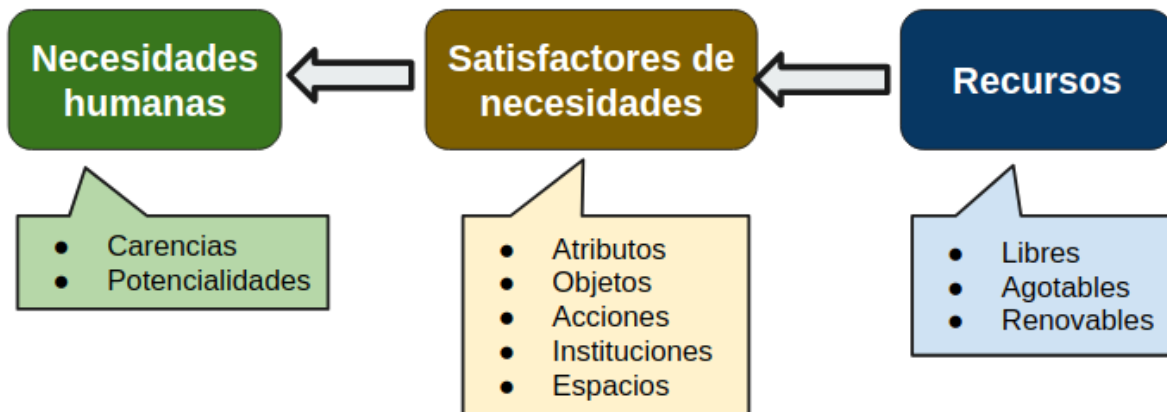 Necesidades
humanas
Satisfactores de
necesidades
Recursos
● Carencias
● Potencialidades
● Atributos
● Objetos
● Acciones
● Instituciones
● Espacios
● Libres
● Agotables
● Renovables